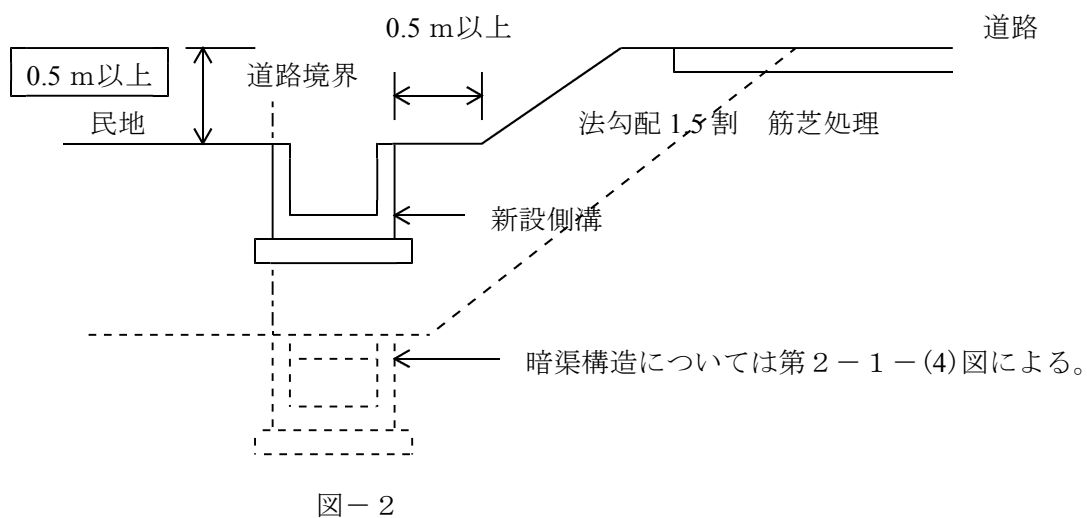 0.5 m以上
道路
0.5 m以上
道路境界
民地
法勾配 1.5 割 筋芝処理
新設側溝
暗渠構造については第２－１－(4)図による。
図－２